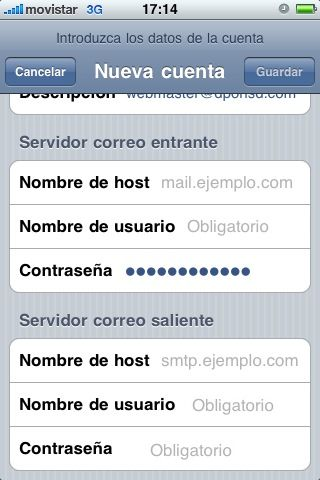 movistar 3G 17:14
Introduzca los datos de la cuenta
Cancelar Nueva cuenta Guardar
Descripción webmaster@dponsd.com
Servidor correo entrante
Nombre de host mail.ejemplo.com
Nombre de usuario Obligatorio
Contraseña ●●●●●●●●●●●●
Servidor correo saliente
Nombre de host smtp.ejemplo.com
Nombre de usuario Obligatorio
Contraseña Obligatorio